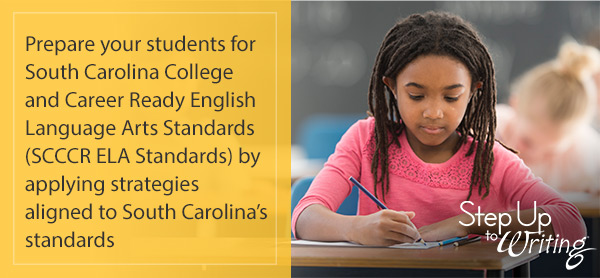 Prepare your students for
South Carolina College
and Career Ready English
Language Arts Standards
(SCCCR ELA Standards) by
applying strategies
aligned to South Carolina’s
standards
Step Up
to Writing